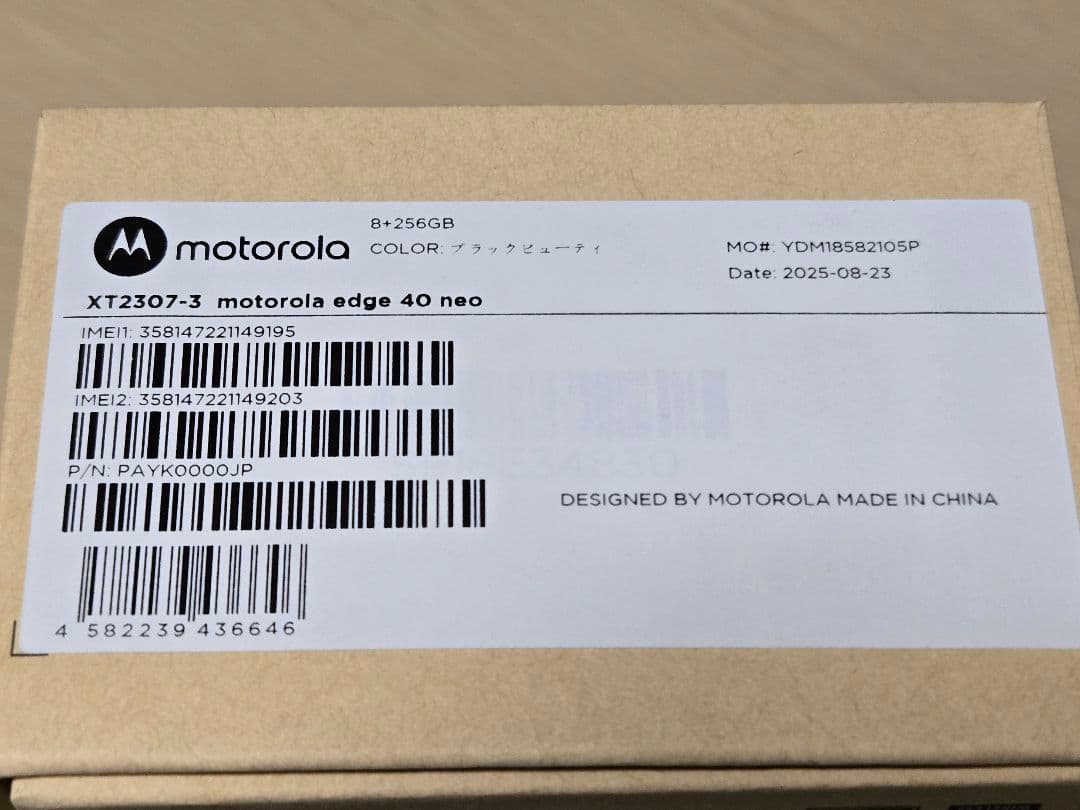 motorola
8+256GB
COLOR: ブラックビューティ
MO#: YDM18582105P
Date: 2025-08-23
XT2307-3 motorola edge 40 neo
IMEI1: 358147221149195
IMEI2: 358147221149203
P/N: PAYK0000JP
DESIGNED BY MOTOROLA MADE IN CHINA
4 582239 436646